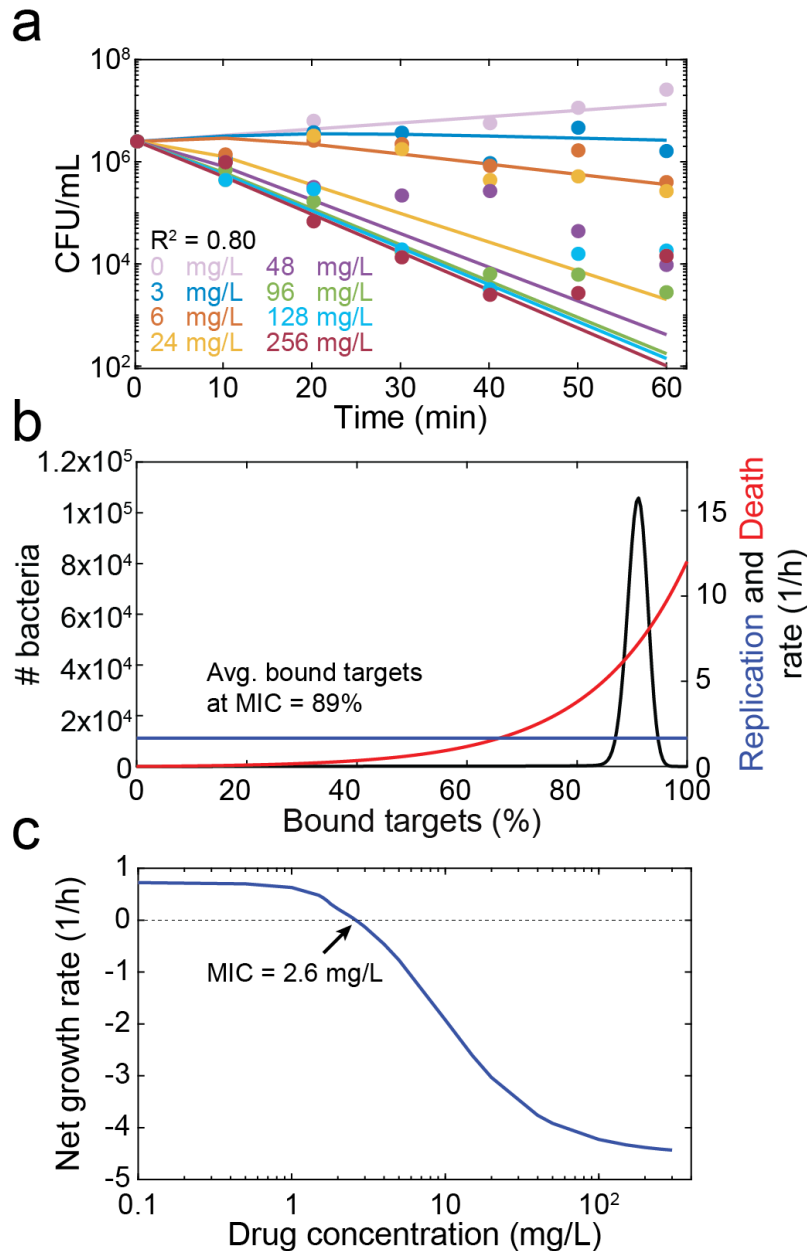 a
10⁸
10⁶
10⁴
10²
CFU/mL
R² = 0.80
0 mg/L 48 mg/L
3 mg/L 96 mg/L
6 mg/L 128 mg/L
24 mg/L 256 mg/L
0 10 20 30 40 50 60
Time (min)
b
1.2x10⁵
1x10⁵
8x10⁴
6x10⁴
4x10⁴
2x10⁴
0
# bacteria
Avg. bound targets
at MIC = 89%
15
10
5
0
Replication and Death
rate (1/h)
0 20 40 60 80 100
Bound targets (%)
c
1
0
-1
-2
-3
-4
-5
Net growth rate (1/h)
MIC = 2.6 mg/L
0.1 1 10 10²
Drug concentration (mg/L)